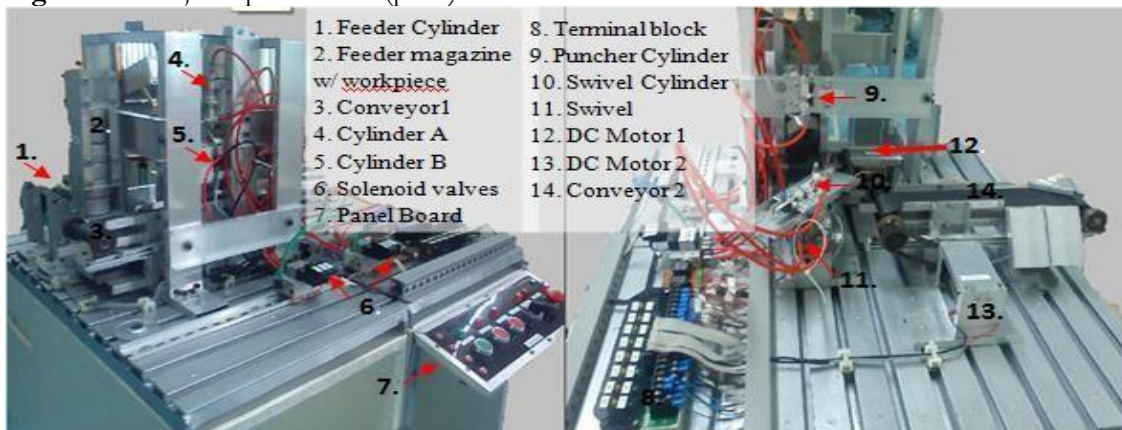 1. Feeder Cylinder
2. Feeder magazine
w/ workpiece
3. Conveyor1
4. Cylinder A
5. Cylinder B
6. Solenoid valves
7. Panel Board
8. Terminal block
9. Puncher Cylinder
10. Swivel Cylinder
11. Swivel
12. DC Motor 1
13. DC Motor 2
14. Conveyor 2
4.
2.
5.
1.
3.
6.
7.
9.
12
10.
14.
11.
13.
8.